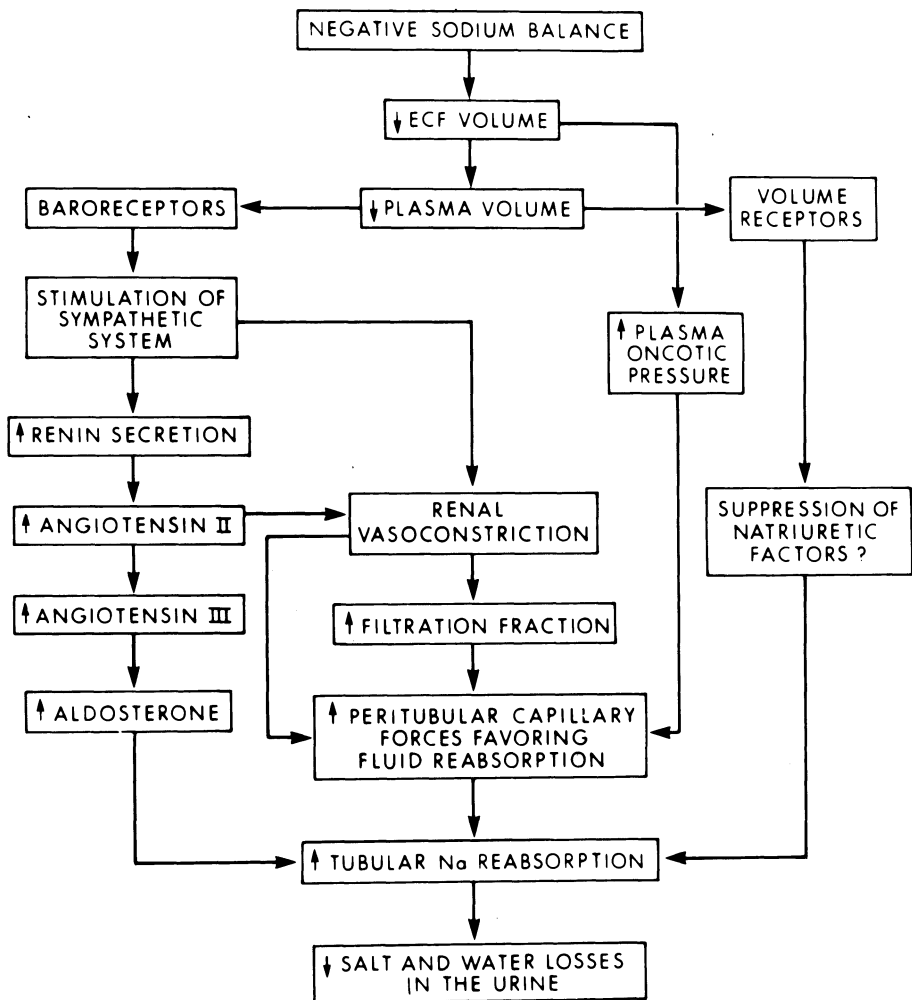 NEGATIVE SODIUM BALANCE
↓ ECF VOLUME
BARORECEPTORS
↓ PLASMA VOLUME
VOLUME
RECEPTORS
STIMULATION OF
SYMPATHETIC
SYSTEM
↑ PLASMA
ONCOTIC
PRESSURE
↑ RENIN SECRETION
↑ ANGIOTENSIN II
RENAL
VASOCONSTRICTION
SUPPRESSION OF
NATRIURETIC
FACTORS ?
↑ ANGIOTENSIN III
↑ FILTRATION FRACTION
↑ ALDOSTERONE
↑ PERITUBULAR CAPILLARY
FORCES FAVORING
FLUID REABSORPTION
↑ TUBULAR Na REABSORPTION
↓ SALT AND WATER LOSSES
IN THE URINE